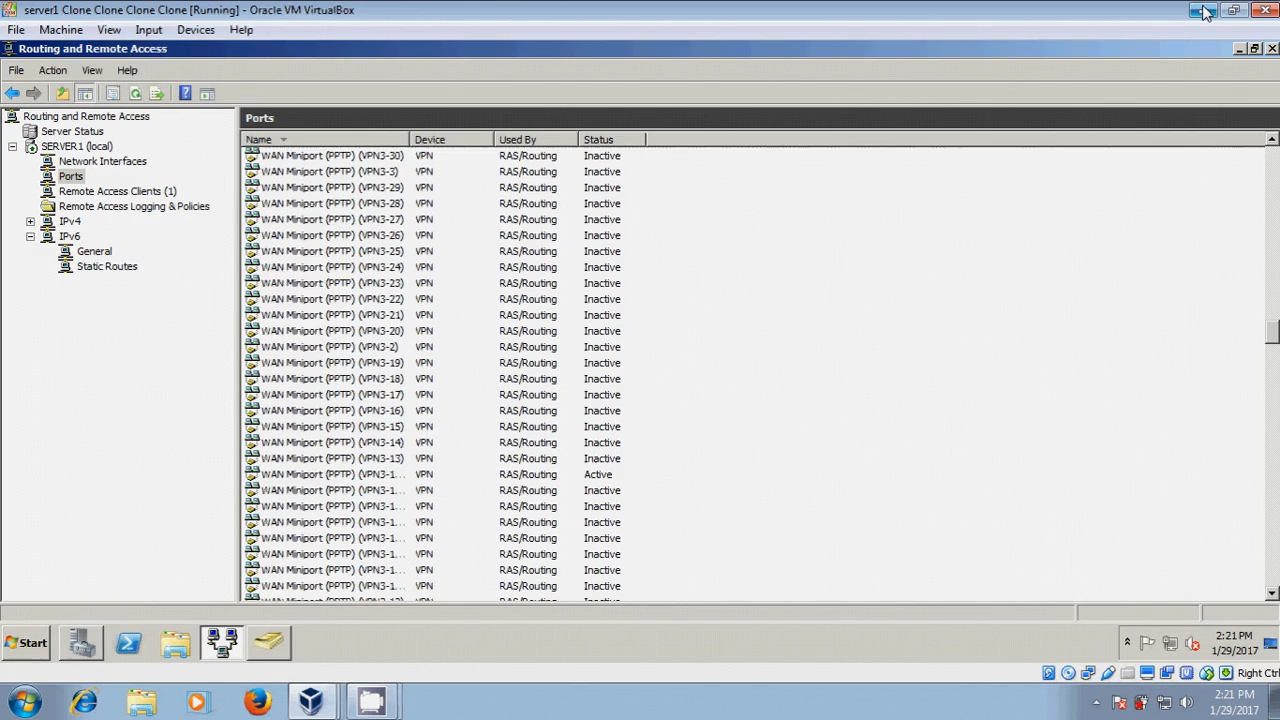 server1 Clone Clone Clone Clone [Running] - Oracle VM VirtualBox
File Machine View Input Devices Help
Routing and Remote Access
File Action View Help
Routing and Remote Access
Server Status
SERVER1 (local)
Network Interfaces
Ports
Remote Access Clients (1)
Remote Access Logging & Policies
IPv4
IPv6
General
Static Routes
Ports
Name Device Used By Status
WAN Miniport (PPTP) (VPN3-30) VPN RAS/Routing Inactive
WAN Miniport (PPTP) (VPN3-3) VPN RAS/Routing Inactive
WAN Miniport (PPTP) (VPN3-29) VPN RAS/Routing Inactive
WAN Miniport (PPTP) (VPN3-28) VPN RAS/Routing Inactive
WAN Miniport (PPTP) (VPN3-27) VPN RAS/Routing Inactive
WAN Miniport (PPTP) (VPN3-26) VPN RAS/Routing Inactive
WAN Miniport (PPTP) (VPN3-25) VPN RAS/Routing Inactive
WAN Miniport (PPTP) (VPN3-24) VPN RAS/Routing Inactive
WAN Miniport (PPTP) (VPN3-23) VPN RAS/Routing Inactive
WAN Miniport (PPTP) (VPN3-22) VPN RAS/Routing Inactive
WAN Miniport (PPTP) (VPN3-21) VPN RAS/Routing Inactive
WAN Miniport (PPTP) (VPN3-20) VPN RAS/Routing Inactive
WAN Miniport (PPTP) (VPN3-2) VPN RAS/Routing Inactive
WAN Miniport (PPTP) (VPN3-19) VPN RAS/Routing Inactive
WAN Miniport (PPTP) (VPN3-18) VPN RAS/Routing Inactive
WAN Miniport (PPTP) (VPN3-17) VPN RAS/Routing Inactive
WAN Miniport (PPTP) (VPN3-16) VPN RAS/Routing Inactive
WAN Miniport (PPTP) (VPN3-15) VPN RAS/Routing Inactive
WAN Miniport (PPTP) (VPN3-14) VPN RAS/Routing Inactive
WAN Miniport (PPTP) (VPN3-13) VPN RAS/Routing Inactive
WAN Miniport (PPTP) (VPN3-1... VPN RAS/Routing Active
WAN Miniport (PPTP) (VPN3-1... VPN RAS/Routing Inactive
WAN Miniport (PPTP) (VPN3-1... VPN RAS/Routing Inactive
WAN Miniport (PPTP) (VPN3-1... VPN RAS/Routing Inactive
WAN Miniport (PPTP) (VPN3-1... VPN RAS/Routing Inactive
WAN Miniport (PPTP) (VPN3-1... VPN RAS/Routing Inactive
WAN Miniport (PPTP) (VPN3-1... VPN RAS/Routing Inactive
WAN Miniport (PPTP) (VPN3-1... VPN RAS/Routing Inactive
Start
2:21 PM
1/29/2017
Right Ctrl
2:21 PM
1/29/2017